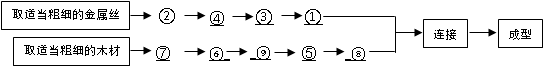 取适当粗细的金属丝 ② ④ ③ ①
连接 成型
取适当粗细的木材 ⑦ ⑥ ⑨ ⑤ ⑧